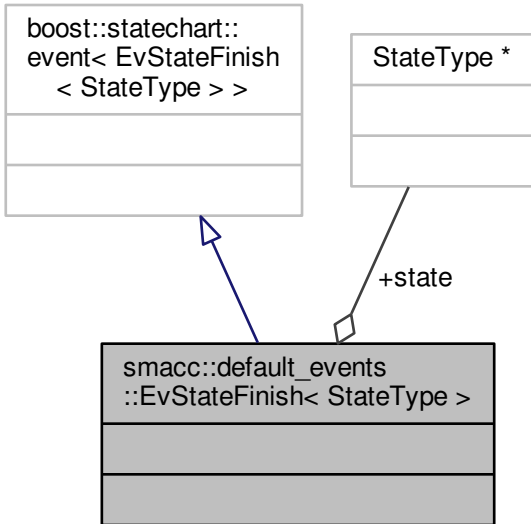 boost::statechart::
event< EvStateFinish
< StateType > >
StateType *
+state
smacc::default_events
::EvStateFinish< StateType >